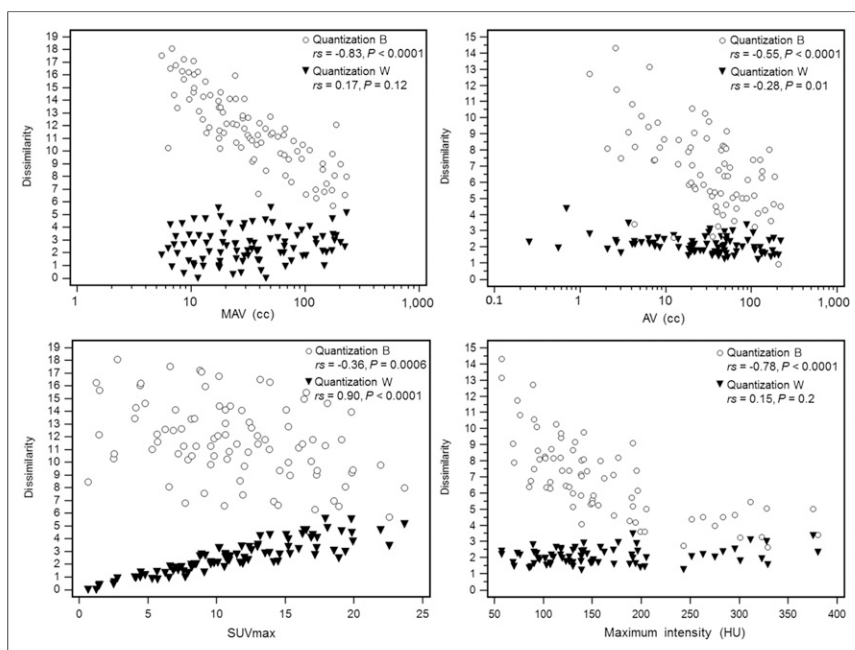 19
18
17
16
15
14
13
12
11
10
9
8
7
6
5
4
3
2
1
0
Dissimilarity
Quantization B
rs = -0.83, P < 0.0001
Quantization W
rs = 0.17, P = 0.12
1 10 100 1,000
MAV (cc)
15
14
13
12
11
10
9
8
7
6
5
4
3
2
1
0
Dissimilarity
Quantization B
rs = -0.55, P < 0.0001
Quantization W
rs = -0.28, P = 0.01
0.1 1 10 100 1,000
AV (cc)
19
18
17
16
15
14
13
12
11
10
9
8
7
6
5
4
3
2
1
0
Dissimilarity
Quantization B
rs = -0.36, P = 0.0006
Quantization W
rs = 0.90, P < 0.0001
0 5 10 15 20 25
SUVmax
15
14
13
12
11
10
9
8
7
6
5
4
3
2
1
0
Dissimilarity
Quantization B
rs = -0.78, P < 0.0001
Quantization W
rs = 0.15, P = 0.2
50 100 150 200 250 300 350 400
Maximum intensity (HU)